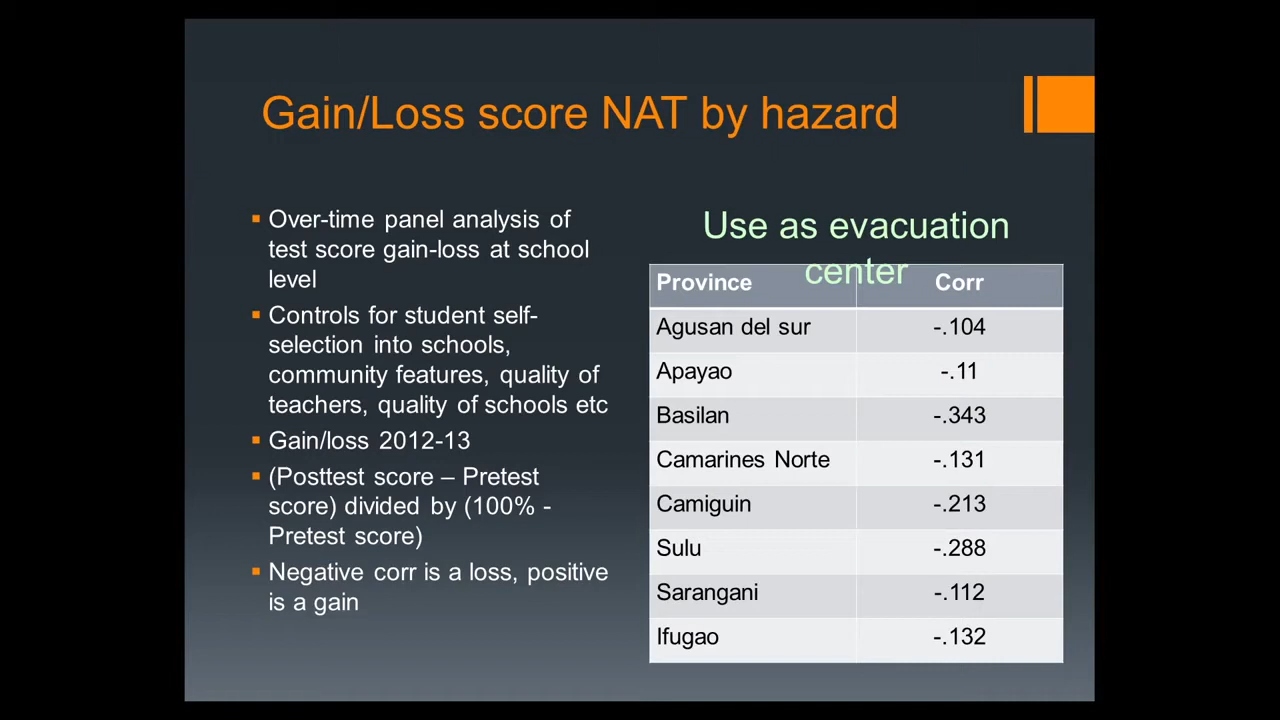 Gain/Loss score NAT by hazard
▪ Over-time panel analysis of
test score gain-loss at school
level
▪ Controls for student self-
selection into schools,
community features, quality of
teachers, quality of schools etc
▪ Gain/loss 2012-13
▪ (Posttest score – Pretest
score) divided by (100% -
Pretest score)
▪ Negative corr is a loss, positive
is a gain
Use as evacuation
center
Province Corr
Agusan del sur -.104
Apayao -.11
Basilan -.343
Camarines Norte -.131
Camiguin -.213
Sulu -.288
Sarangani -.112
Ifugao -.132